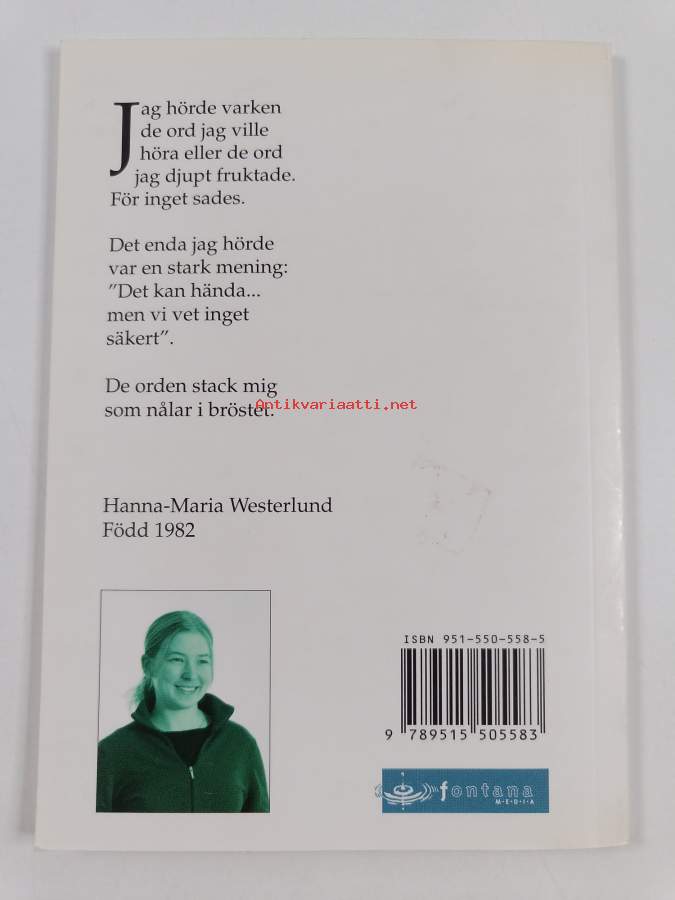 Jag hörde varken
de ord jag ville
höra eller de ord
jag djupt fruktade.
För inget sades.
Det enda jag hörde
var en stark mening:
”Det kan hända...
men vi vet inget
säkert”.
De orden stack mig
som nålar i bröstet.
Antikvariaatti.net
Hanna-Maria Westerlund
Född 1982
ISBN 951-550-558-5
9 789515 505583
fontana
MEDIA